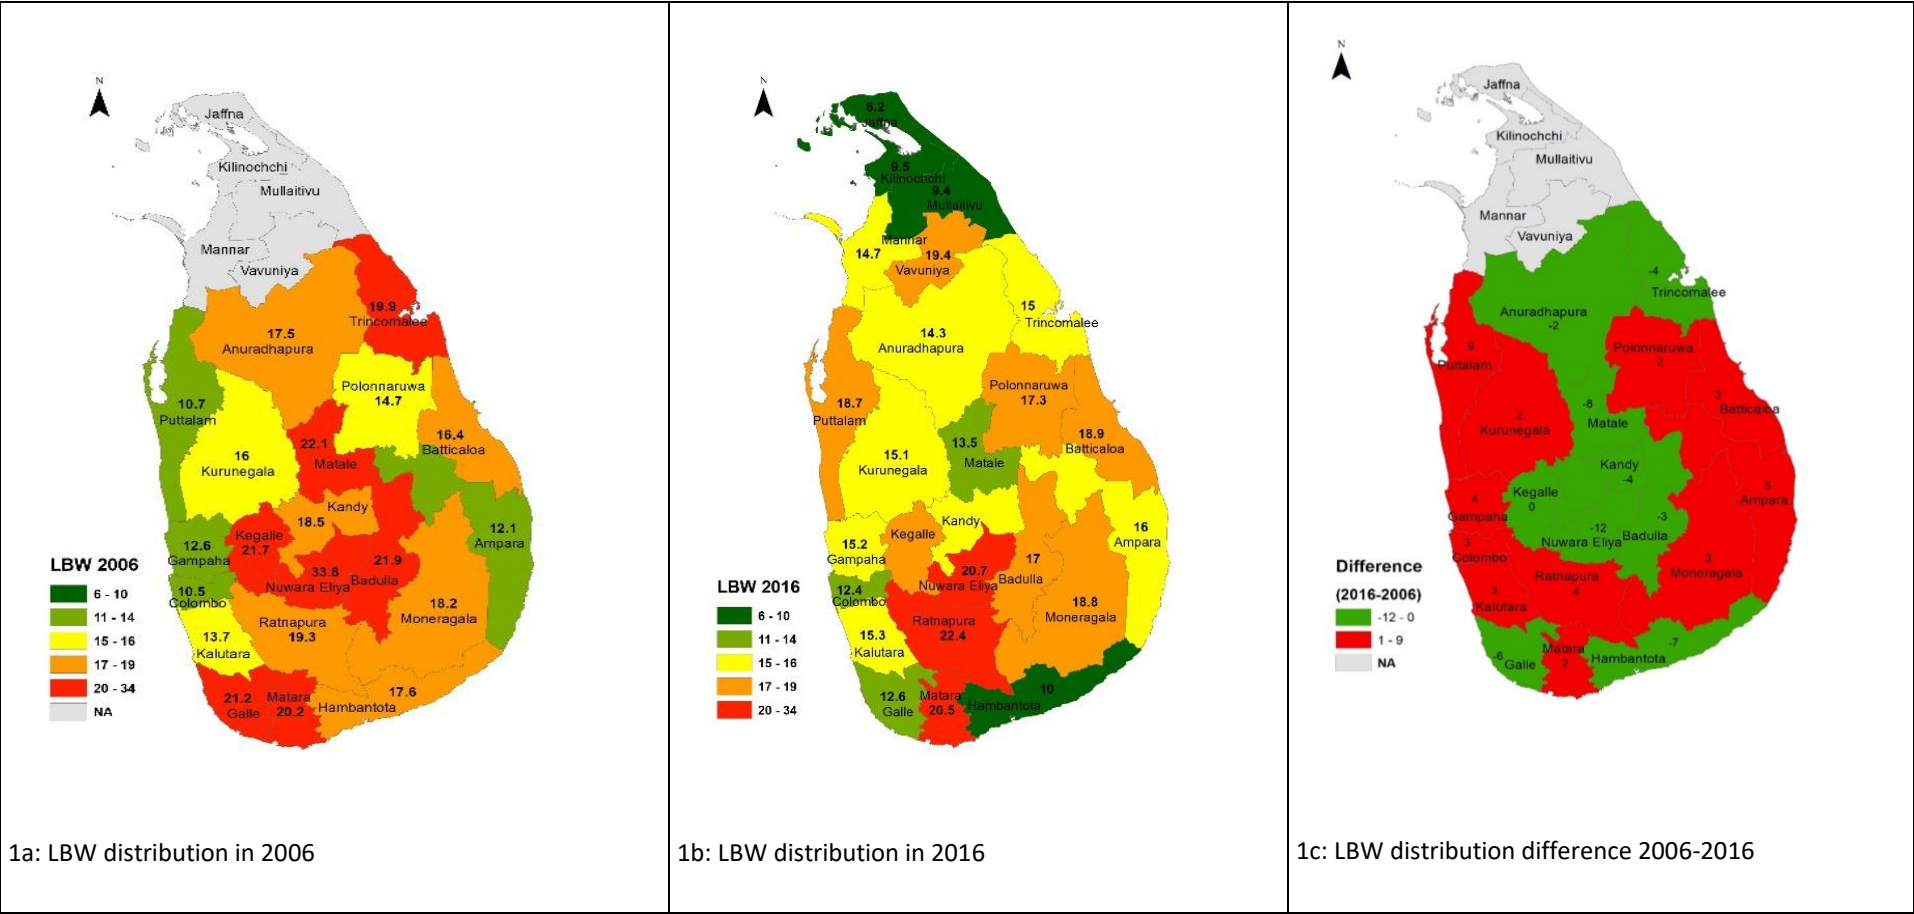 N
Jaffna
Kilinochchi
Mullaitivu
Mannar
Vavuniya
19.9
Trincomalee
17.5
Anuradhapura
Polonnaruwa
14.7
10.7
Puttalam
16.4
Batticaloa
22.1
Matale
16
Kurunegala
Kandy
18.5
Kegalle
21.7
12.1
Ampara
12.6
Gampaha
33.8
Nuwara Eliya
21.9
Badulla
10.5
Colombo
18.2
Moneragala
Ratnapura
19.3
13.7
Kalutara
21.2
Galle
Matara
20.2
17.6
Hambantota
LBW 2006
6 - 10
11 - 14
15 - 16
17 - 19
20 - 34
NA
1a: LBW distribution in 2006
N
6.2
Jaffna
9.5
Kilinochchi
9.4
Mullaitivu
Mannar
14.7
19.4
Vavuniya
15
Trincomalee
14.3
Anuradhapura
Polonnaruwa
17.3
18.7
Puttalam
18.9
Batticaloa
13.5
Matale
15.1
Kurunegala
Kandy
Kegalle
16
Ampara
15.2
Gampaha
20.7
Nuwara Eliya
17
Badulla
12.4
Colombo
18.8
Moneragala
Ratnapura
22.4
15.3
Kalutara
12.6
Galle
Matara
20.5
10
Hambantota
LBW 2016
6 - 10
11 - 14
15 - 16
17 - 19
20 - 34
1b: LBW distribution in 2016
N
Jaffna
Kilinochchi
Mullaitivu
Mannar
Vavuniya
-4
Trincomalee
Anuradhapura
-2
Polonnaruwa
2
Puttalam
3
Batticaloa
-8
Matale
2
Kurunegala
Kandy
-4
Kegalle
0
5
Ampara
4
Gampaha
-12
Nuwara Eliya
-3
Badulla
3
Colombo
3
Moneragala
Ratnapura
4
3
Kalutara
-6
Galle
Matara
2
-7
Hambantota
Difference
(2016-2006)
-12 - 0
1 - 9
NA
1c: LBW distribution difference 2006-2016